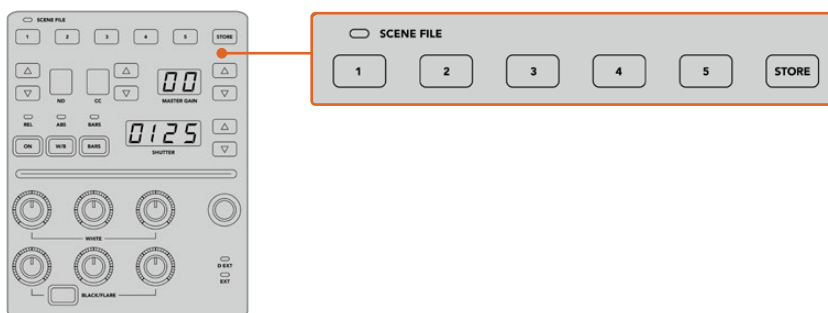 SCENE FILE
1 2 3 4 5 STORE
ND CC 00 MASTER GAIN
REL ABS BARS
ON W/B BARS 0125
SHUTTER
WHITE
D EXT
EXT
BLACK/FLARE
SCENE FILE
1 2 3 4 5 STORE